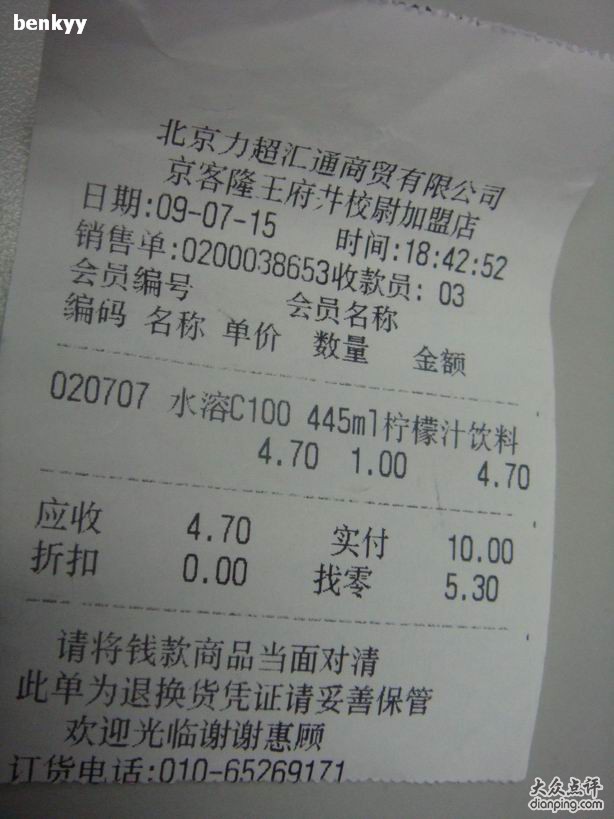 benkyy
北京力超汇通商贸有限公司
京客隆王府井校尉加盟店
日期:09-07-15 时间:18:42:52
销售单:0200038653收款员: 03
会员编号 会员名称
编码 名称 单价 数量 金额
020707 水溶C100 445ml柠檬汁饮料
4.70 1.00 4.70
应收 4.70 实付 10.00
折扣 0.00 找零 5.30
请将钱款商品当面对清
此单为退换货凭证请妥善保管
欢迎光临谢谢惠顾
订货电话:010-65269171
大众点评
dianping.com